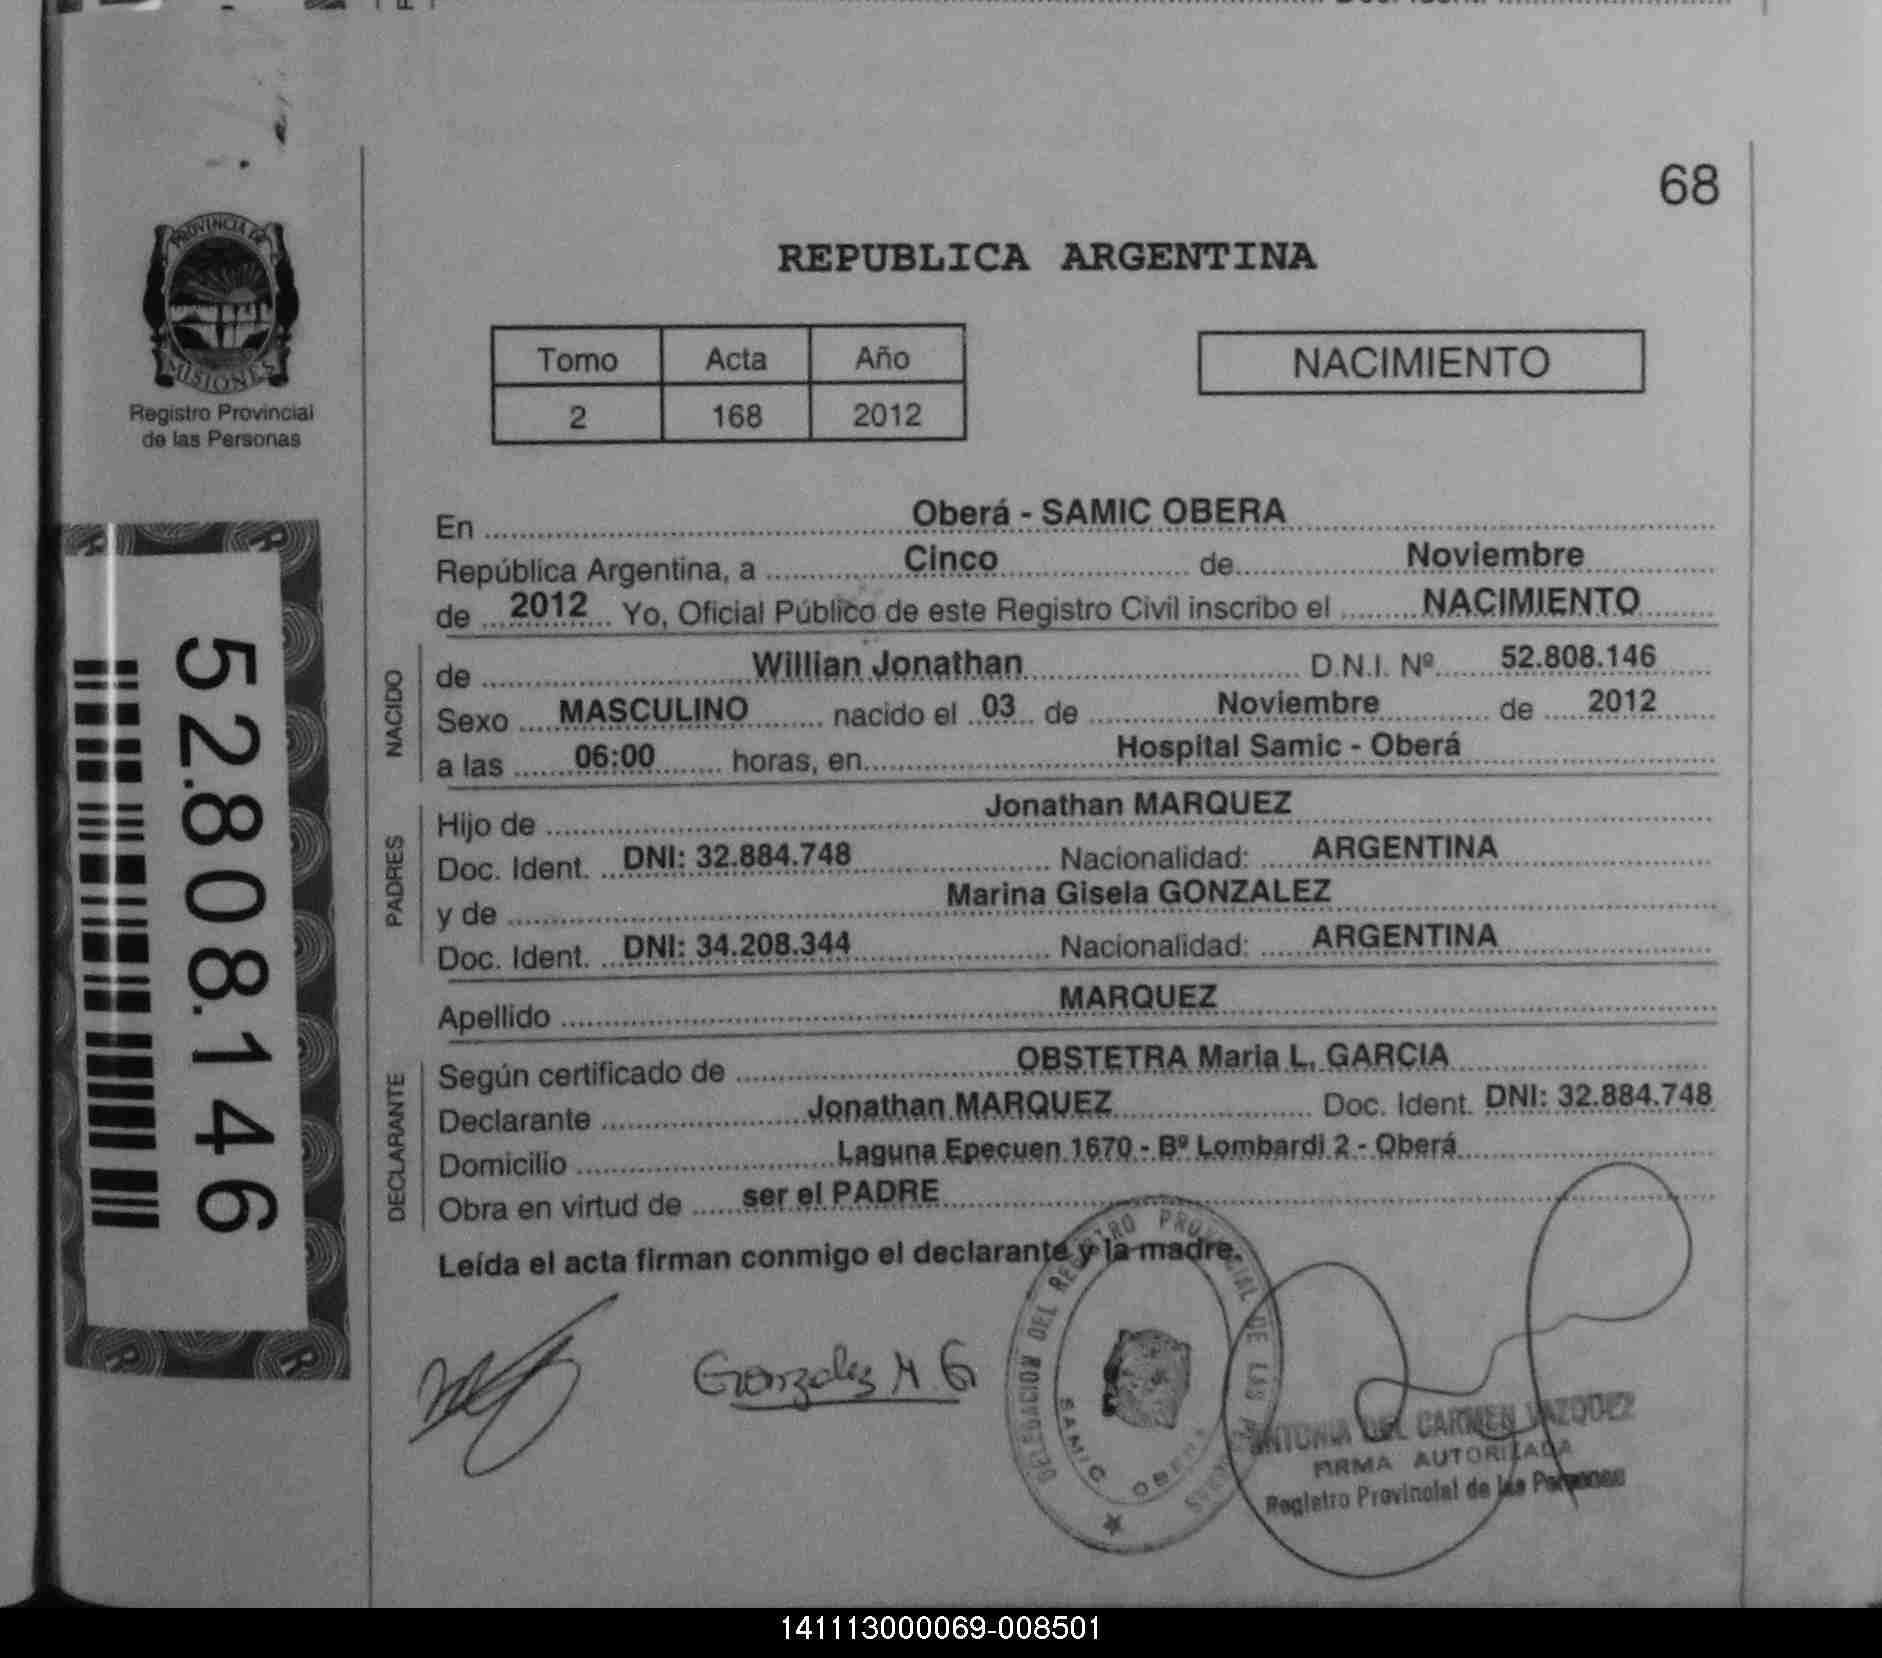 68
PROVINCIA DE
MISIONES
Registro Provincial
de las Personas
REPUBLICA ARGENTINA
Tomo Acta Año
2 168 2012
NACIMIENTO
52.808.146
En Oberá - SAMIC OBERA
República Argentina, a Cinco de Noviembre
de 2012 Yo, Oficial Público de este Registro Civil inscribo el NACIMIENTO
NACIDO
de Willian Jonathan D.N.I. Nº 52.808.146
Sexo MASCULINO nacido el 03 de Noviembre de 2012
a las 06:00 horas, en Hospital Samic - Oberá
PADRES
Hijo de Jonathan MARQUEZ
Doc. Ident. DNI: 32.884.748 Nacionalidad: ARGENTINA
y de Marina Gisela GONZALEZ
Doc. Ident. DNI: 34.208.344 Nacionalidad: ARGENTINA
Apellido MARQUEZ
DECLARANTE
Según certificado de OBSTETRA Maria L. GARCIA
Declarante Jonathan MARQUEZ Doc. Ident. DNI: 32.884.748
Domicilio Laguna Epecuen 1670 - Bº Lombardi 2 - Oberá
Obra en virtud de ser el PADRE
Leída el acta firman conmigo el declarante y la madre.
Gonzalez M. G
DELEGACION DEL REGISTRO PROVINCIAL DE LAS PERSONAS
SAMIC OBERA
ANTONIA DEL CARMEN VAZQUEZ
FIRMA AUTORIZADA
Registro Provincial de las Personas
141113000069-008501